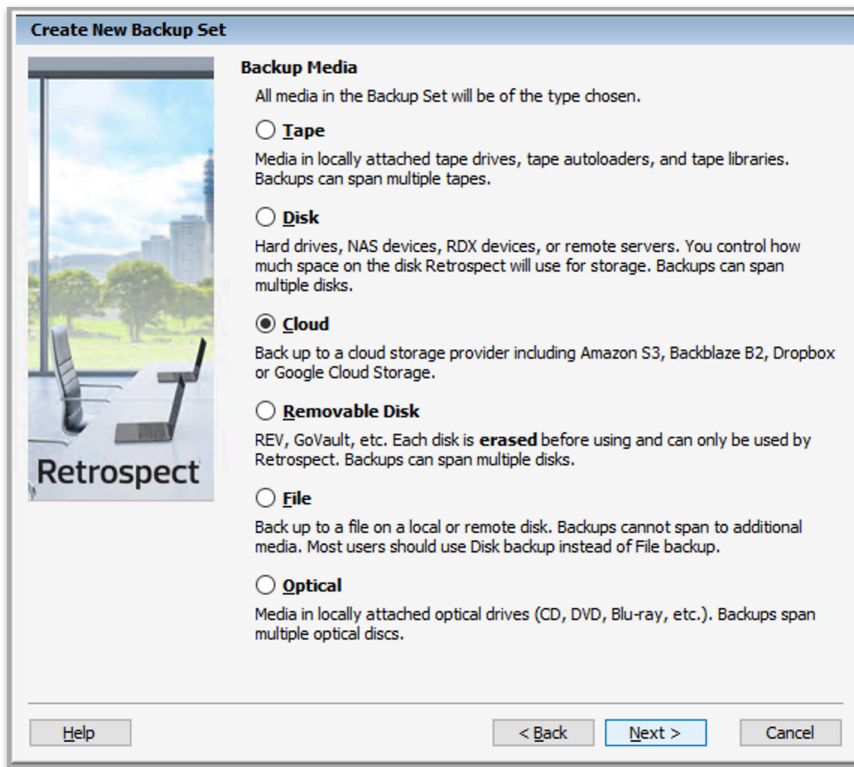 Create New Backup Set
Backup Media
All media in the Backup Set will be of the type chosen.
Tape
Media in locally attached tape drives, tape autoloaders, and tape libraries.
Backups can span multiple tapes.
Disk
Hard drives, NAS devices, RDX devices, or remote servers. You control how
much space on the disk Retrospect will use for storage. Backups can span
multiple disks.
Cloud
Back up to a cloud storage provider including Amazon S3, Backblaze B2, Dropbox
or Google Cloud Storage.
Removable Disk
REV, GoVault, etc. Each disk is erased before using and can only be used by
Retrospect. Backups can span multiple disks.
Retrospect
File
Back up to a file on a local or remote disk. Backups cannot span to additional
media. Most users should use Disk backup instead of File backup.
Optical
Media in locally attached optical drives (CD, DVD, Blu-ray, etc.). Backups span
multiple optical discs.
Help
< Back
Next >
Cancel